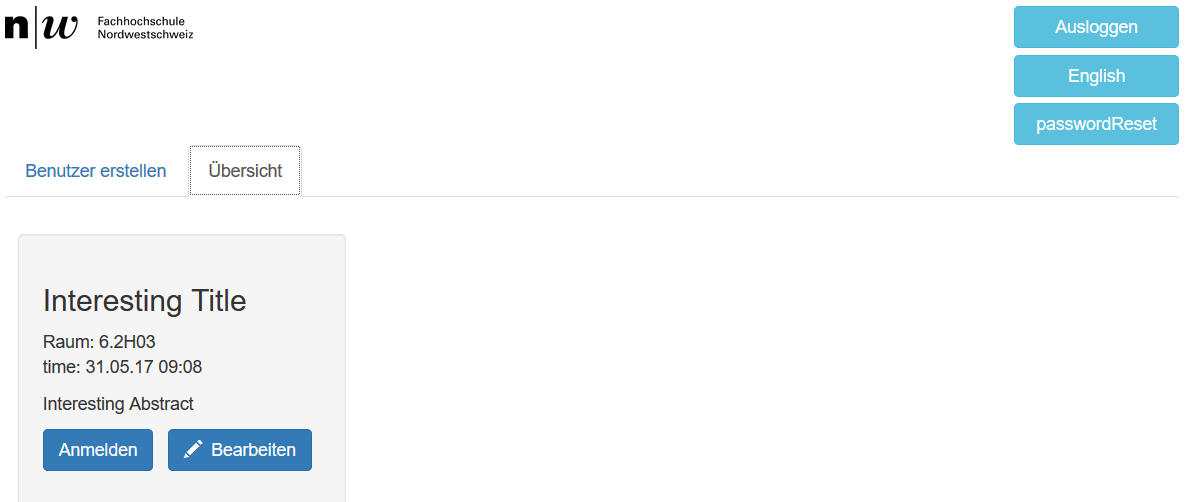 n|w Fachhochschule
Nordwestschweiz
Ausloggen
English
passwordReset
Benutzer erstellen
Übersicht
Interesting Title
Raum: 6.2H03
time: 31.05.17 09:08
Interesting Abstract
Anmelden
Bearbeiten